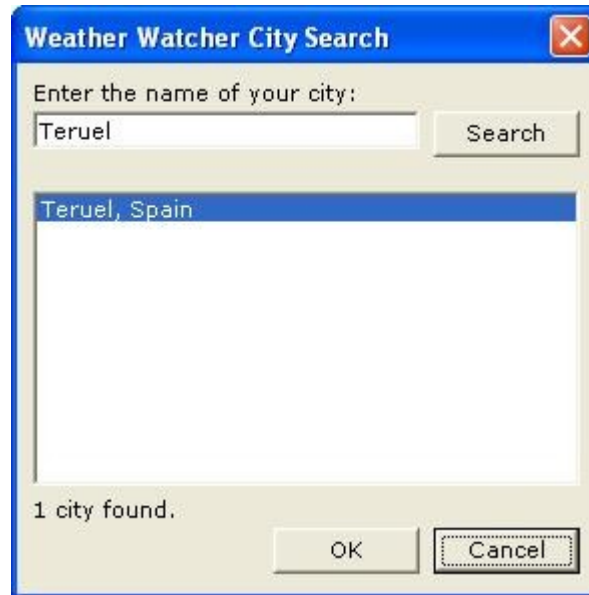 Weather Watcher City Search
Enter the name of your city:
Teruel
Search
Teruel, Spain
1 city found.
OK
Cancel